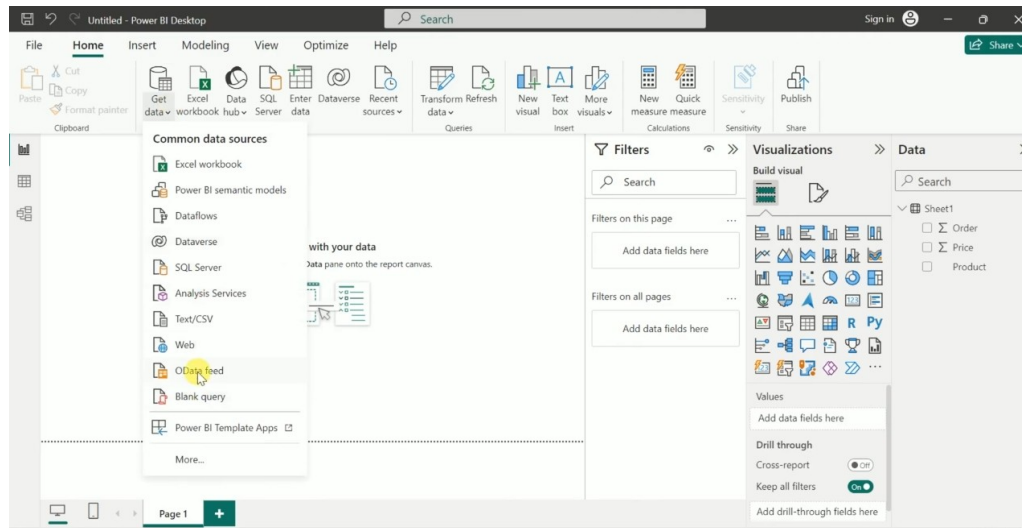 Untitled - Power BI Desktop
Search
Sign in
File Home Insert Modeling View Optimize Help
Share
Paste
Cut
Copy
Format painter
Clipboard
Get data
Excel workbook
Data hub
SQL Server
Enter data
Dataverse
Recent sources
Transform data
Refresh
Queries
New visual
Text box
More visuals
Insert
New measure
Quick measure
Calculations
Sensitivity
Sensitivity
Publish
Share
Common data sources
Excel workbook
Power BI semantic models
Dataflows
Dataverse
SQL Server
Analysis Services
Text/CSV
Web
OData feed
Blank query
Power BI Template Apps
More...
with your data
Data pane onto the report canvas.
Filters
Search
Filters on this page
Add data fields here
Filters on all pages
Add data fields here
Visualizations
Build visual
R Py
123
Values
Add data fields here
Drill through
Cross-report
Off
Keep all filters
On
Add drill-through fields here
Data
Search
Sheet1
Σ Order
Σ Price
Product
Page 1